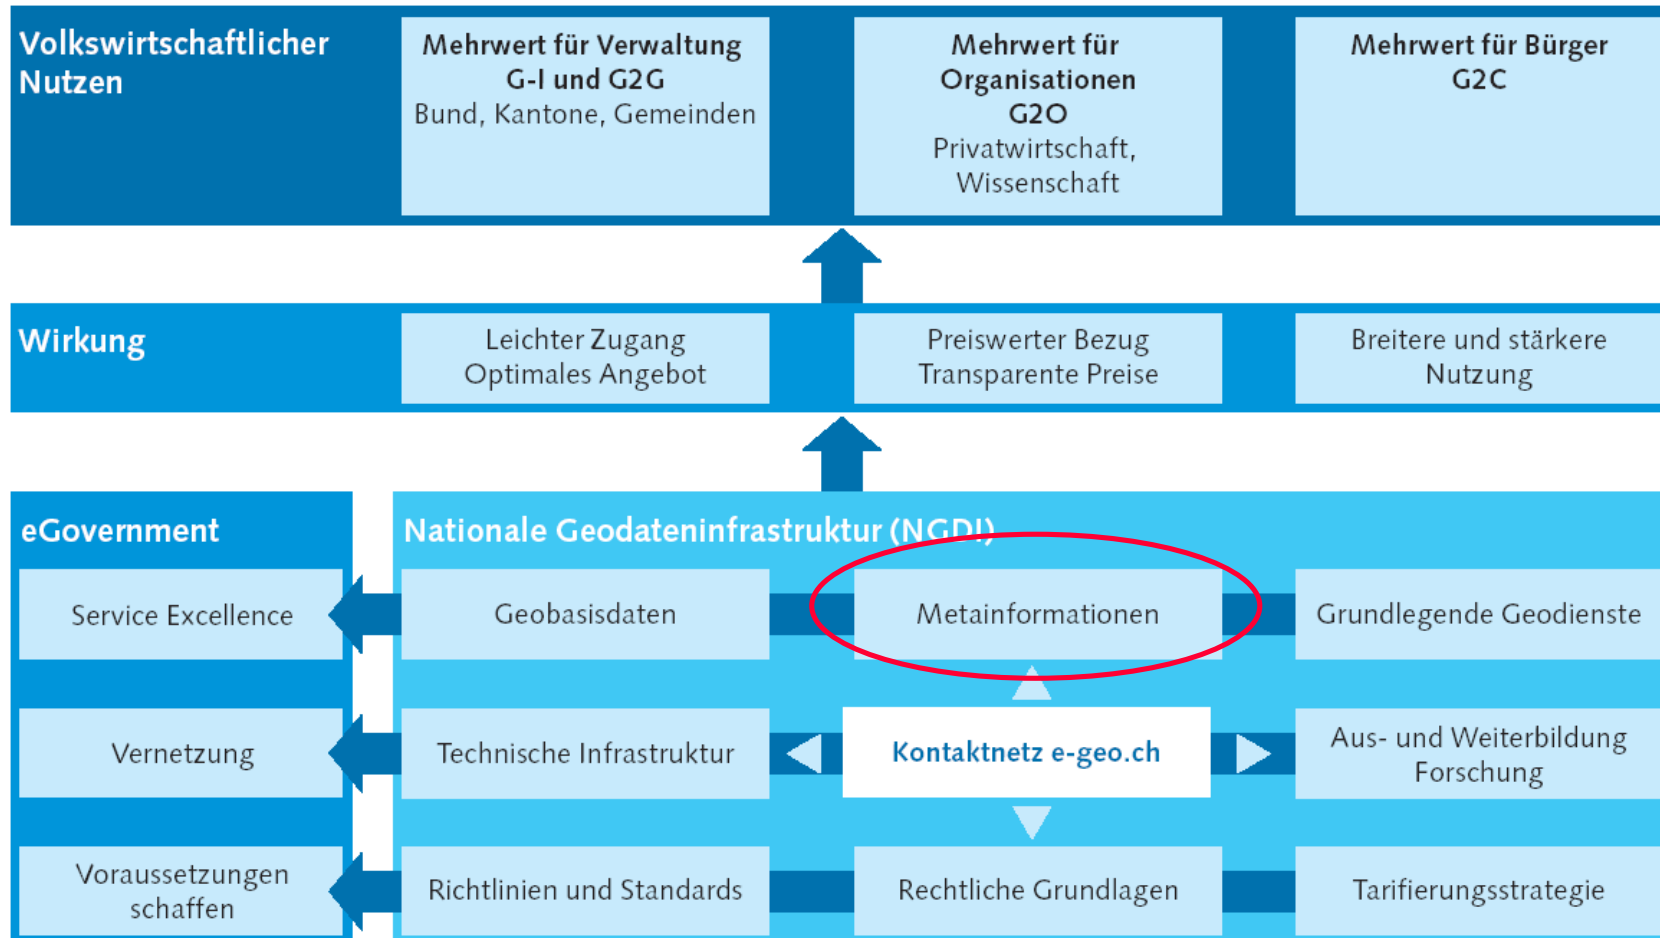 Volkswirtschaftlicher
Nutzen
Mehrwert für Verwaltung
G-I und G2G
Bund, Kantone, Gemeinden
Mehrwert für
Organisationen
G2O
Privatwirtschaft,
Wissenschaft
Mehrwert für Bürger
G2C
Wirkung
Leichter Zugang
Optimales Angebot
Preiswerter Bezug
Transparente Preise
Breitere und stärkere
Nutzung
eGovernment
Nationale Geodateninfrastruktur (NGDI)
Service Excellence
Geobasisdaten
Metainformationen
Grundlegende Geodienste
Vernetzung
Technische Infrastruktur
Kontaktnetz e-geo.ch
Aus- und Weiterbildung
Forschung
Voraussetzungen
schaffen
Richtlinien und Standards
Rechtliche Grundlagen
Tarifierungsstrategie